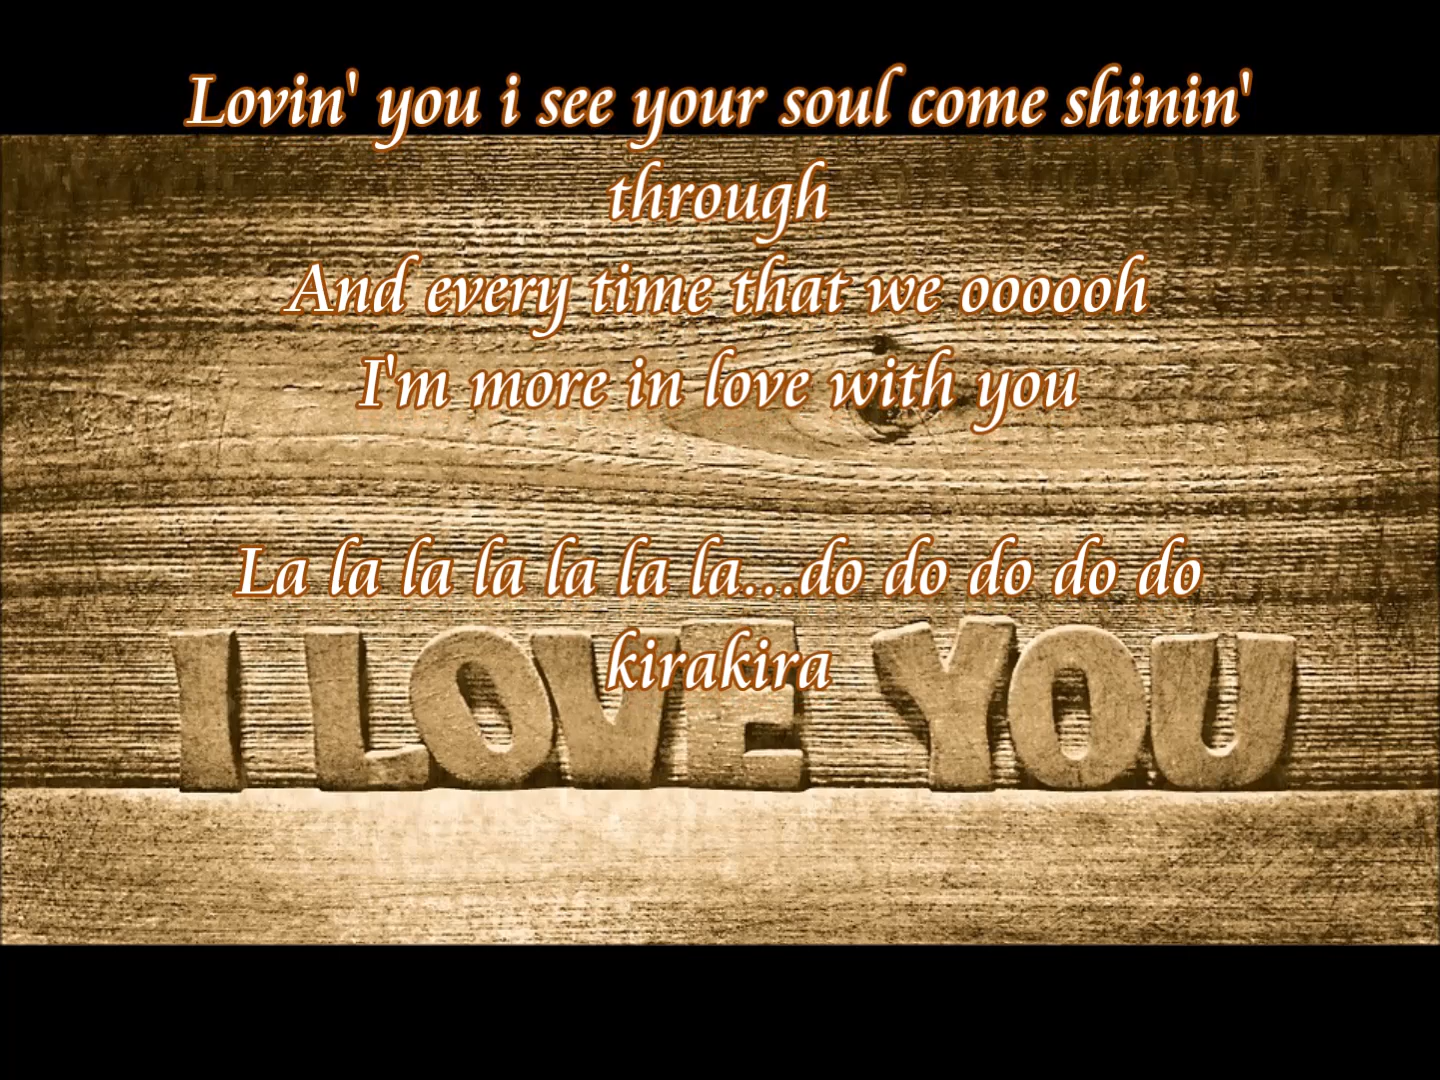 Lovin' you i see your soul come shinin'
through
And every time that we oooooh
I'm more in love with you
La la la la la la la...do do do do do
kirakira
I LOVE YOU